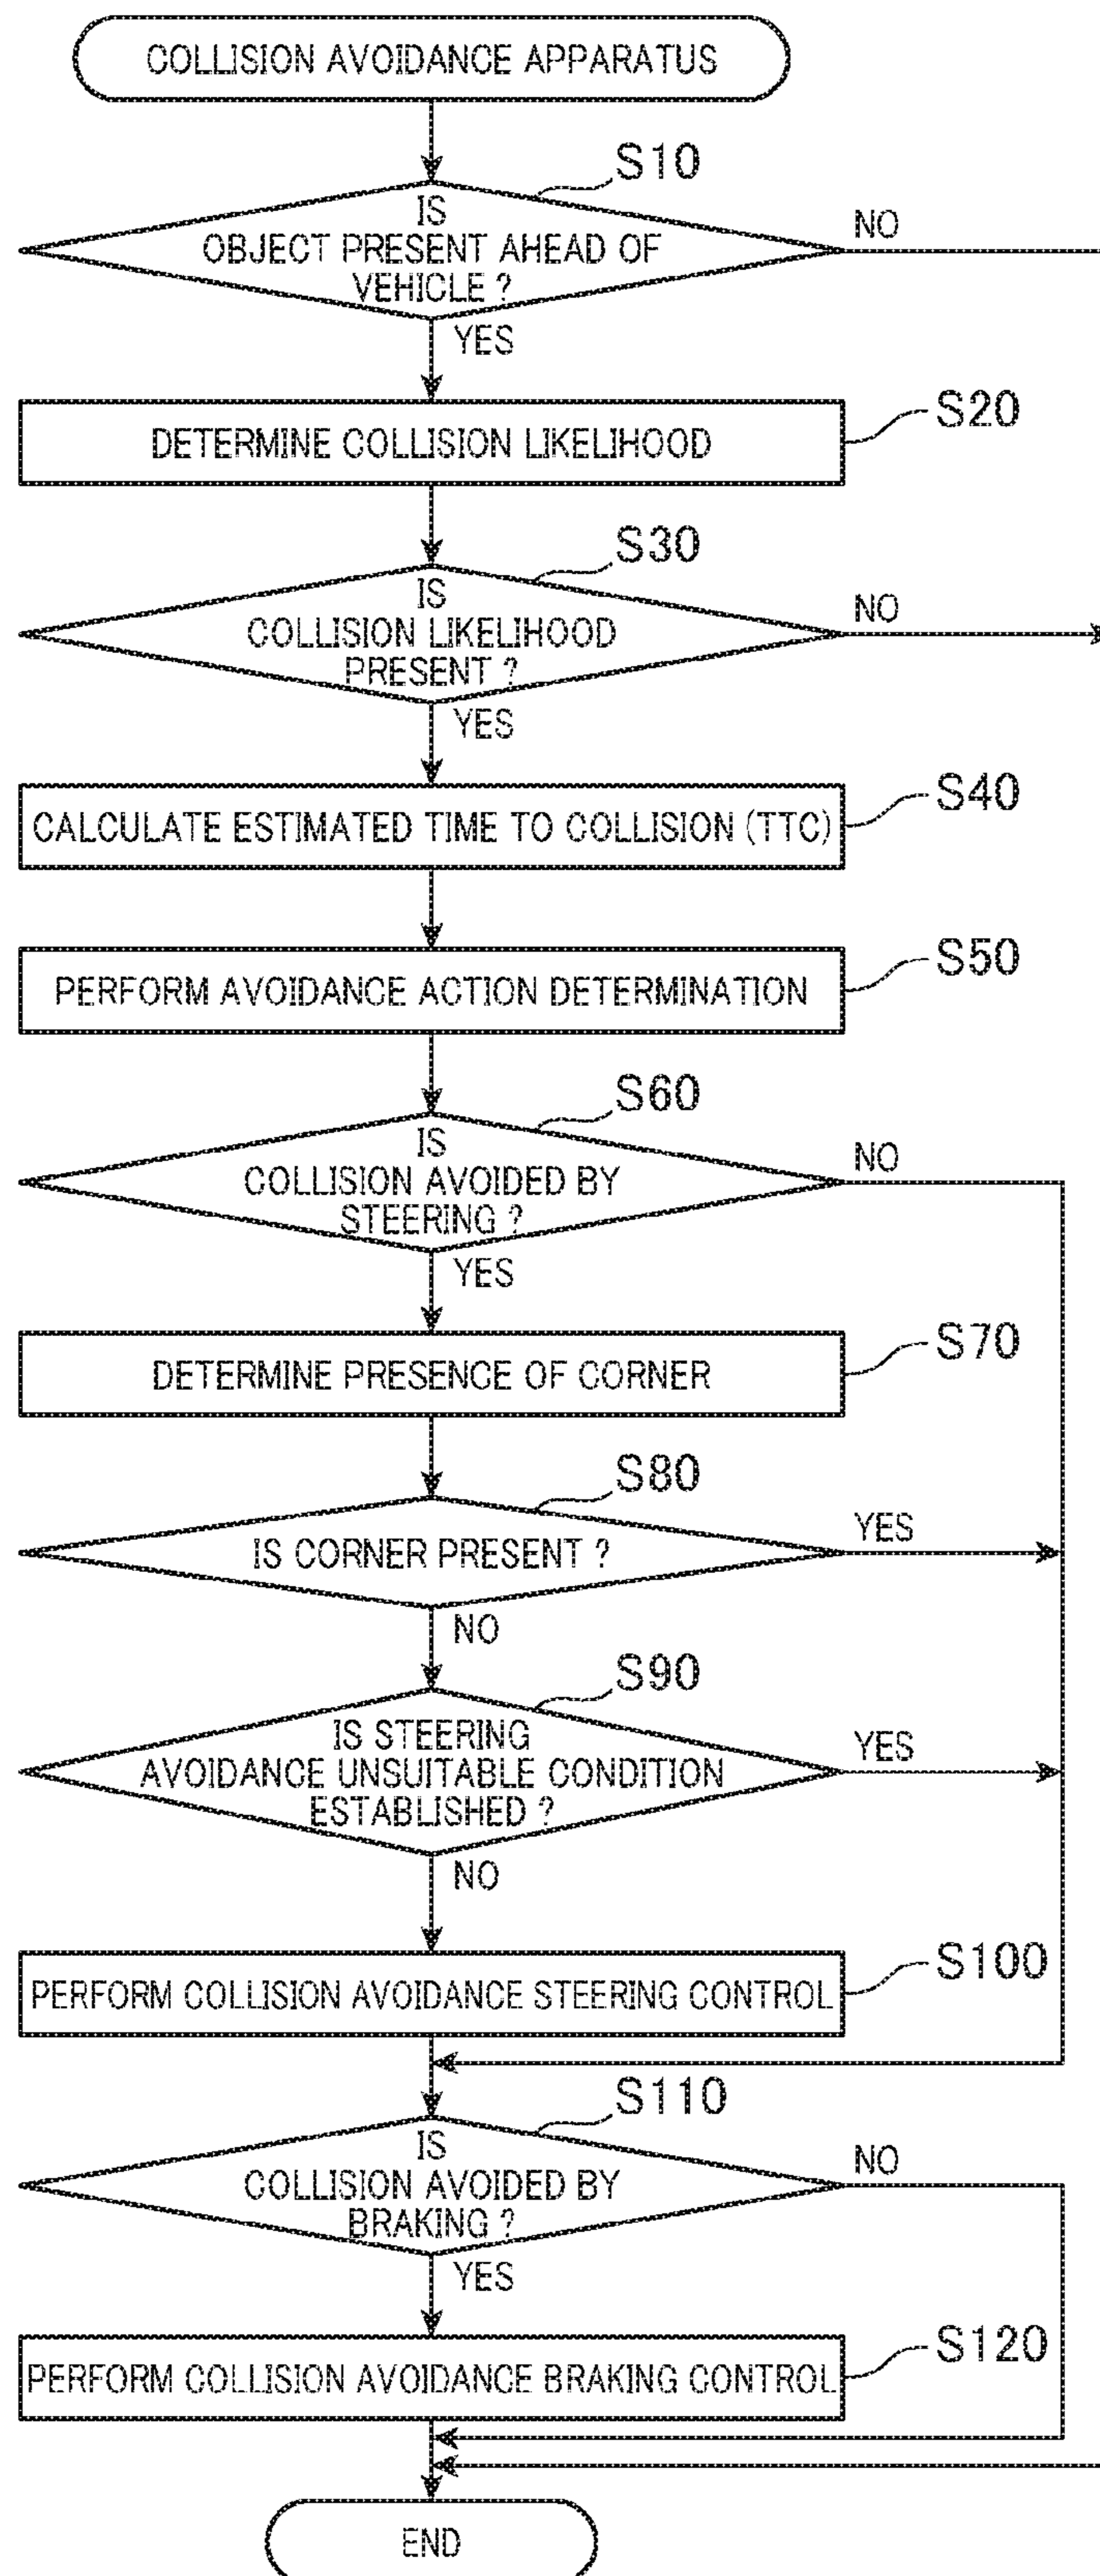 COLLISION AVOIDANCE APPARATUS
S10
IS
OBJECT PRESENT AHEAD OF
VEHICLE ?
NO
YES
S20
DETERMINE COLLISION LIKELIHOOD
S30
IS
COLLISION LIKELIHOOD
PRESENT ?
NO
YES
S40
CALCULATE ESTIMATED TIME TO COLLISION (TTC)
S50
PERFORM AVOIDANCE ACTION DETERMINATION
S60
IS
COLLISION AVOIDED BY
STEERING ?
NO
YES
S70
DETERMINE PRESENCE OF CORNER
S80
IS CORNER PRESENT ?
YES
NO
S90
IS STEERING
AVOIDANCE UNSUITABLE CONDITION
ESTABLISHED ?
YES
NO
S100
PERFORM COLLISION AVOIDANCE STEERING CONTROL
S110
IS
COLLISION AVOIDED BY
BRAKING ?
NO
YES
S120
PERFORM COLLISION AVOIDANCE BRAKING CONTROL
END